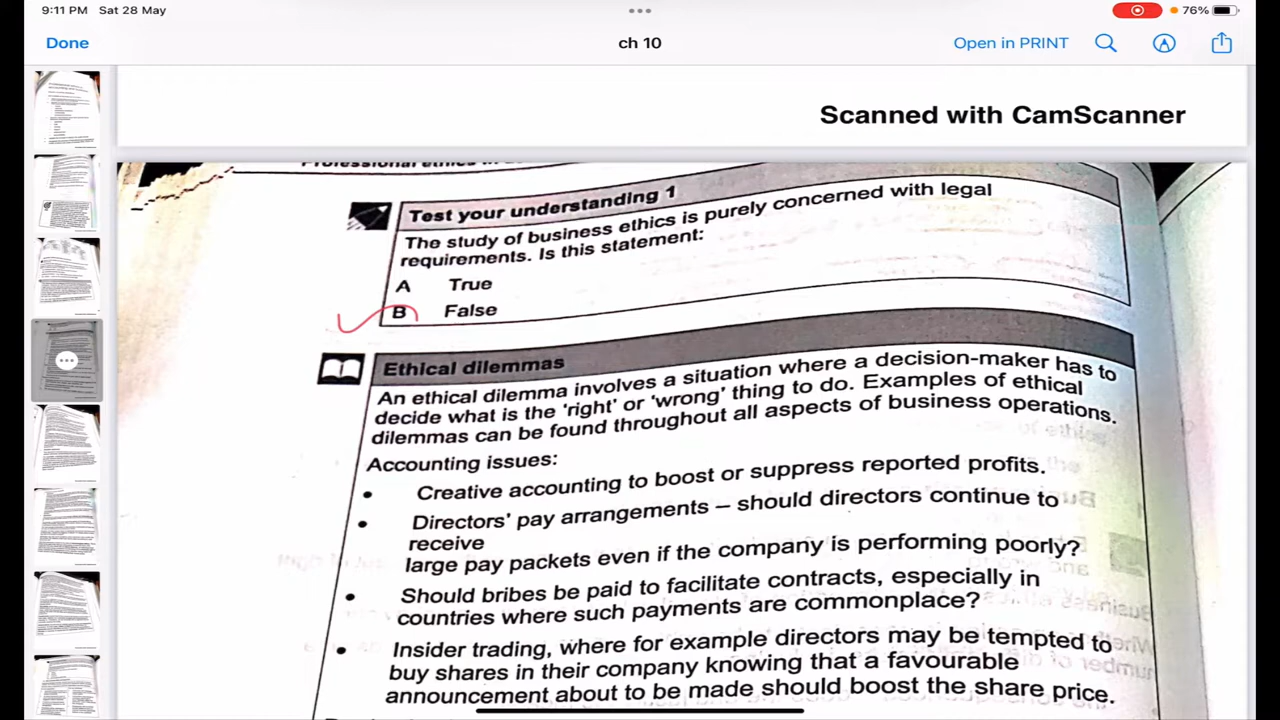 9:11 PM Sat 28 May
76%
Done
ch 10
Open in PRINT
Scanned with CamScanner
Professional ethics in
Test your understanding 1
The study of business ethics is purely concerned with legal
requirements. Is this statement:
A True
B False
Ethical dilemmas
An ethical dilemma involves a situation where a decision-maker has to
decide what is the 'right' or 'wrong' thing to do. Examples of ethical
dilemmas can be found throughout all aspects of business operations.
Accounting issues:
• Creative accounting to boost or suppress reported profits.
• Directors' pay arrangements – should directors continue to
receive
large pay packets even if the company is performing poorly?
• Should bribes be paid to facilitate contracts, especially in
countries where such payments are commonplace?
• Insider trading, where for example directors may be tempted to
buy shares in their company knowing that a favourable
announcement about to be made should boost the share price.